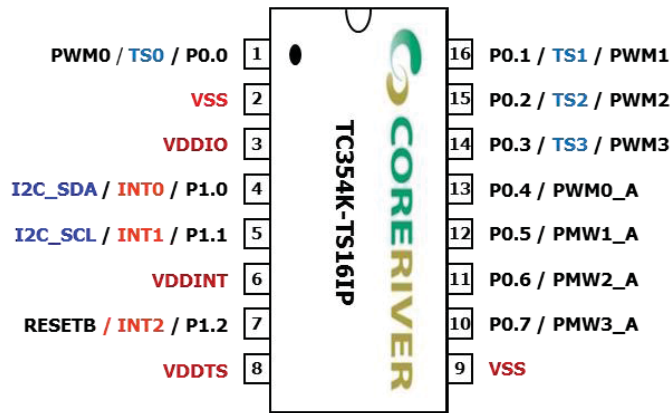 PWM0 / TS0 / P0.0 1
VSS 2
VDDIO 3
I2C_SDA / INT0 / P1.0 4
I2C_SCL / INT1 / P1.1 5
VDDINT 6
RESETB / INT2 / P1.2 7
VDDTS 8
TC354K-TS16IP
CORERIVER
16 P0.1 / TS1 / PWM1
15 P0.2 / TS2 / PWM2
14 P0.3 / TS3 / PWM3
13 P0.4 / PWM0_A
12 P0.5 / PMW1_A
11 P0.6 / PMW2_A
10 P0.7 / PMW3_A
9 VSS